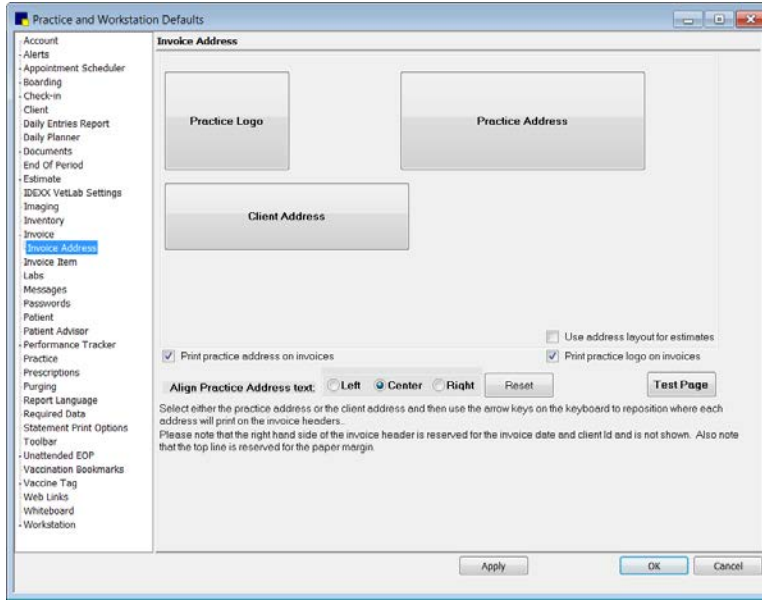 Practice and Workstation Defaults
Account
Alerts
Appointment Scheduler
Boarding
Check-in
Client
Daily Entries Report
Daily Planner
Documents
End Of Period
Estimate
IDEXX VetLab Settings
Imaging
Inventory
Invoice
Invoice Address
Invoice Item
Labs
Messages
Passwords
Patient
Patient Advisor
Performance Tracker
Practice
Prescriptions
Purging
Report Language
Required Data
Statement Print Options
Toolbar
Unattended EOP
Vaccination Bookmarks
Vaccine Tag
Web Links
Whiteboard
Workstation
Invoice Address
Practice Logo
Practice Address
Client Address
Use address layout for estimates
Print practice address on invoices
Print practice logo on invoices
Align Practice Address text: Left Center Right Reset Test Page
Select either the practice address or the client address and then use the arrow keys on the keyboard to reposition where each
address will print on the invoice headers..
Please note that the right hand side of the invoice header is reserved for the invoice date and client Id and is not shown. Also note
that the top line is reserved for the paper margin.
Apply OK Cancel